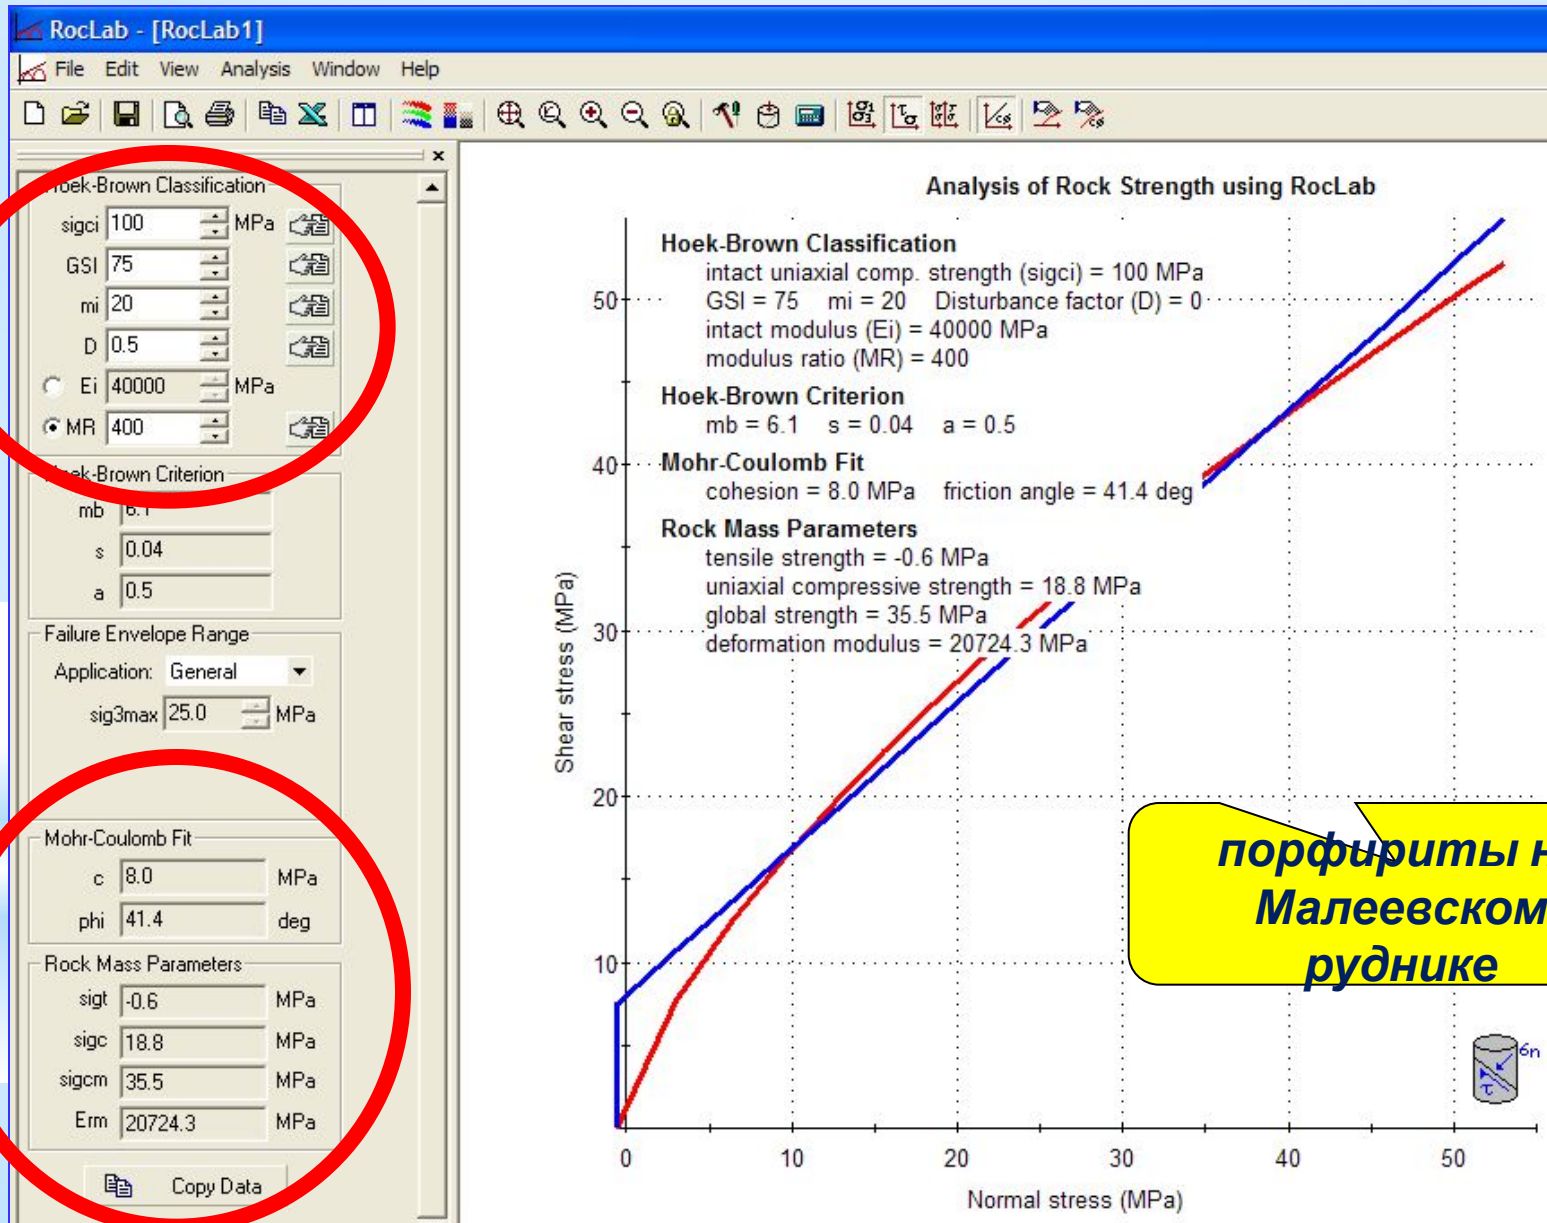 RocLab - [RocLab1]
File Edit View Analysis Window Help
Hoek-Brown Classification
sigci 100 MPa
GSI 75
mi 20
D 0.5
Ei 40000 MPa
MR 400
Hoek-Brown Criterion
mb 6.1
s 0.04
a 0.5
Failure Envelope Range
Application: General
sig3max 25.0 MPa
Mohr-Coulomb Fit
c 8.0 MPa
phi 41.4 deg
Rock Mass Parameters
sigt -0.6 MPa
sigc 18.8 MPa
sigcm 35.5 MPa
Erm 20724.3 MPa
Copy Data
Analysis of Rock Strength using RocLab
Hoek-Brown Classification
intact uniaxial comp. strength (sigci) = 100 MPa
GSI = 75 mi = 20 Disturbance factor (D) = 0
intact modulus (Ei) = 40000 MPa
modulus ratio (MR) = 400
Hoek-Brown Criterion
mb = 6.1 s = 0.04 a = 0.5
Mohr-Coulomb Fit
cohesion = 8.0 MPa friction angle = 41.4 deg
Rock Mass Parameters
tensile strength = -0.6 MPa
uniaxial compressive strength = 18.8 MPa
global strength = 35.5 MPa
deformation modulus = 20724.3 MPa
50
40
30
20
10
Shear stress (MPa)
порфириты н
Малеевском
руднике
6n
τ
0 10 20 30 40 50
Normal stress (MPa)